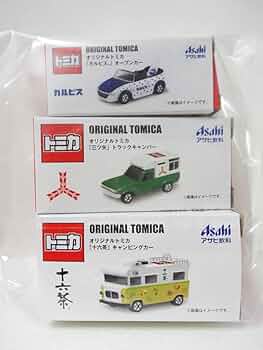 トミカ ORIGINAL TOMICA Asahi
カルピス オリジナルトミカ アサヒ飲料
「カルピス」オープンカー
トミカ ORIGINAL TOMICA Asahi
オリジナルトミカ アサヒ飲料
「三ツ矢」トラックキャンパー
トミカ ORIGINAL TOMICA Asahi
オリジナルトミカ アサヒ飲料
十六茶 「十六茶」キャンピングカー